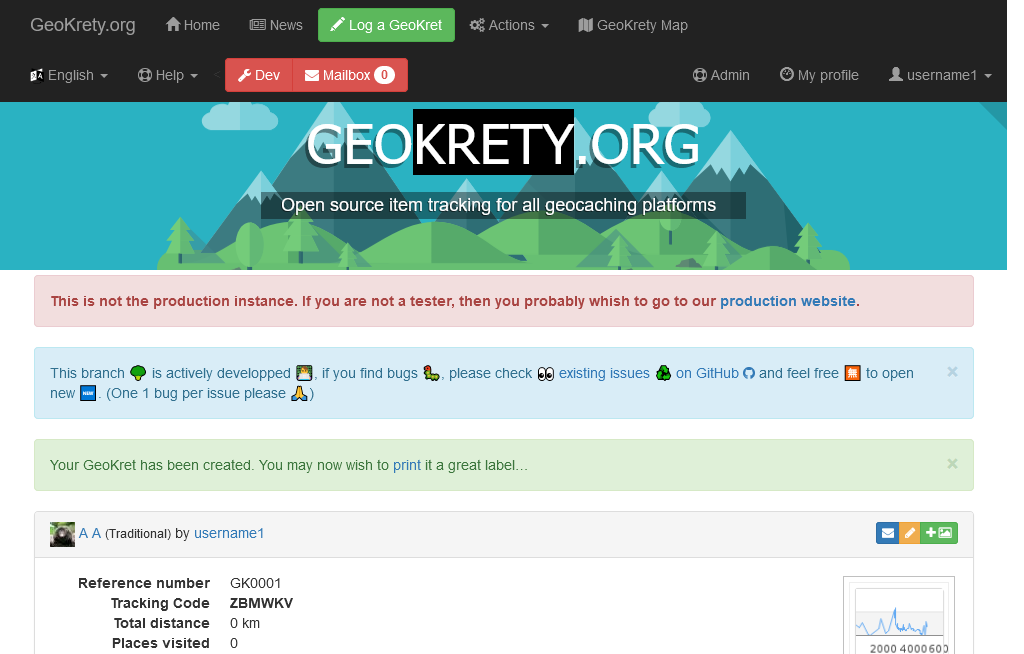 GeoKrety.org Home News Log a GeoKret Actions GeoKrety Map
English Help < Dev Mailbox 0 Admin My profile username1
GEOKRETY.ORG
Open source item tracking for all geocaching platforms
This is not the production instance. If you are not a tester, then you probably whish to go to our production website.
This branch 🌳 is actively developped 👨‍💻, if you find bugs 🐛, please check 👀 existing issues ♻ on GitHub and feel free to open
new 🆕. (One 1 bug per issue please 🙏)
×
Your GeoKret has been created. You may now wish to print it a great label…
×
A A (Traditional) by username1
Reference number GK0001
Tracking Code ZBMWKV
Total distance 0 km
Places visited 0
2000 4000 600